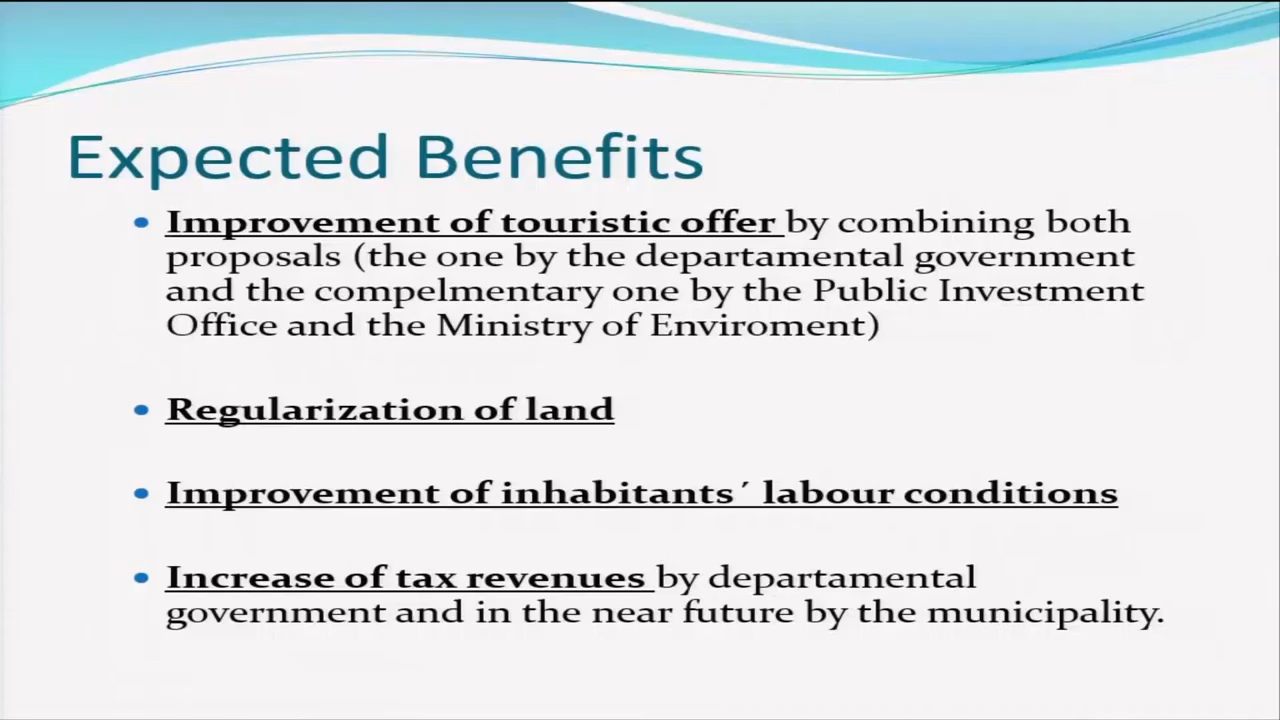 Expected Benefits
• Improvement of touristic offer by combining both
proposals (the one by the departamental government
and the compelmentary one by the Public Investment
Office and the Ministry of Enviroment)
• Regularization of land
• Improvement of inhabitants´ labour conditions
• Increase of tax revenues by departamental
government and in the near future by the municipality.